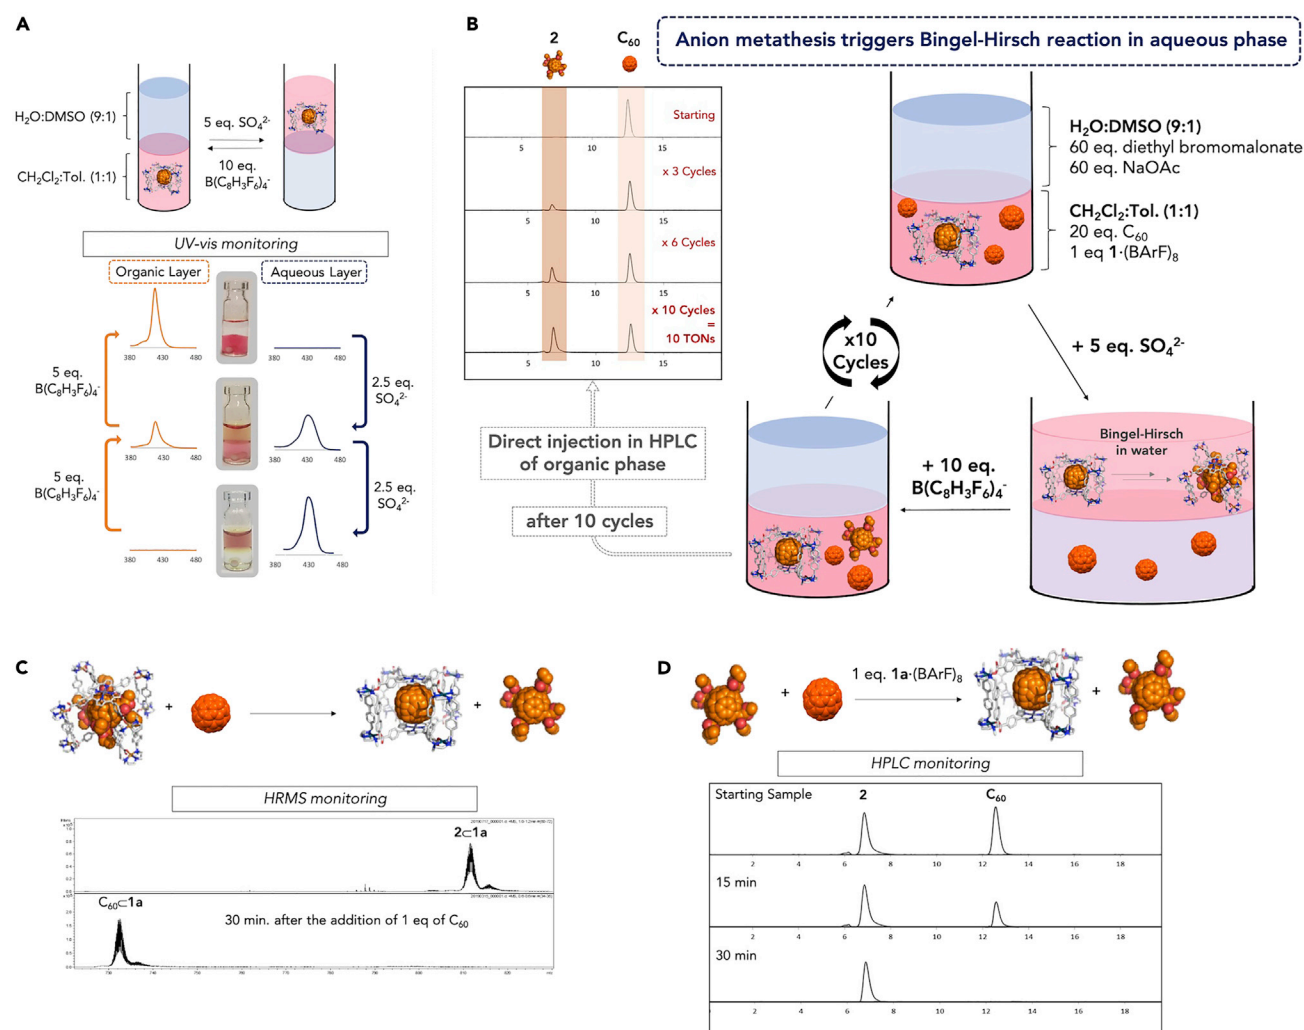 A
H₂O:DMSO (9:1)
5 eq. SO₄²⁻
10 eq.
B(C₈H₃F₆)₄⁻
CH₂Cl₂:Tol. (1:1)
UV-vis monitoring
Organic Layer
Aqueous Layer
380 430 480
380 430 480
5 eq.
B(C₈H₃F₆)₄⁻
2.5 eq.
SO₄²⁻
380 430 480
380 430 480
5 eq.
B(C₈H₃F₆)₄⁻
2.5 eq.
SO₄²⁻
380 430 480
380 430 480
B
Anion metathesis triggers Bingel-Hirsch reaction in aqueous phase
2
C₆₀
Starting
5 10 15
x 3 Cycles
5 10 15
x 6 Cycles
5 10 15
x 10 Cycles
=
10 TONs
5 10 15
Direct injection in HPLC
of organic phase
after 10 cycles
H₂O:DMSO (9:1)
60 eq. diethyl bromomalonate
60 eq. NaOAc
CH₂Cl₂:Tol. (1:1)
20 eq. C₆₀
1 eq 1·(BArF)₈
x10
Cycles
+ 5 eq. SO₄²⁻
Bingel-Hirsch
in water
+ 10 eq.
B(C₈H₃F₆)₄⁻
C
+
+
HRMS monitoring
2⊂1a
C₆₀⊂1a
30 min. after the addition of 1 eq of C₆₀
D
+
1 eq. 1a·(BArF)₈
+
HPLC monitoring
Starting Sample
2
C₆₀
2 4 6 8 10 12 14 16 18
15 min
2 4 6 8 10 12 14 16 18
30 min
2 4 6 8 10 12 14 16 18